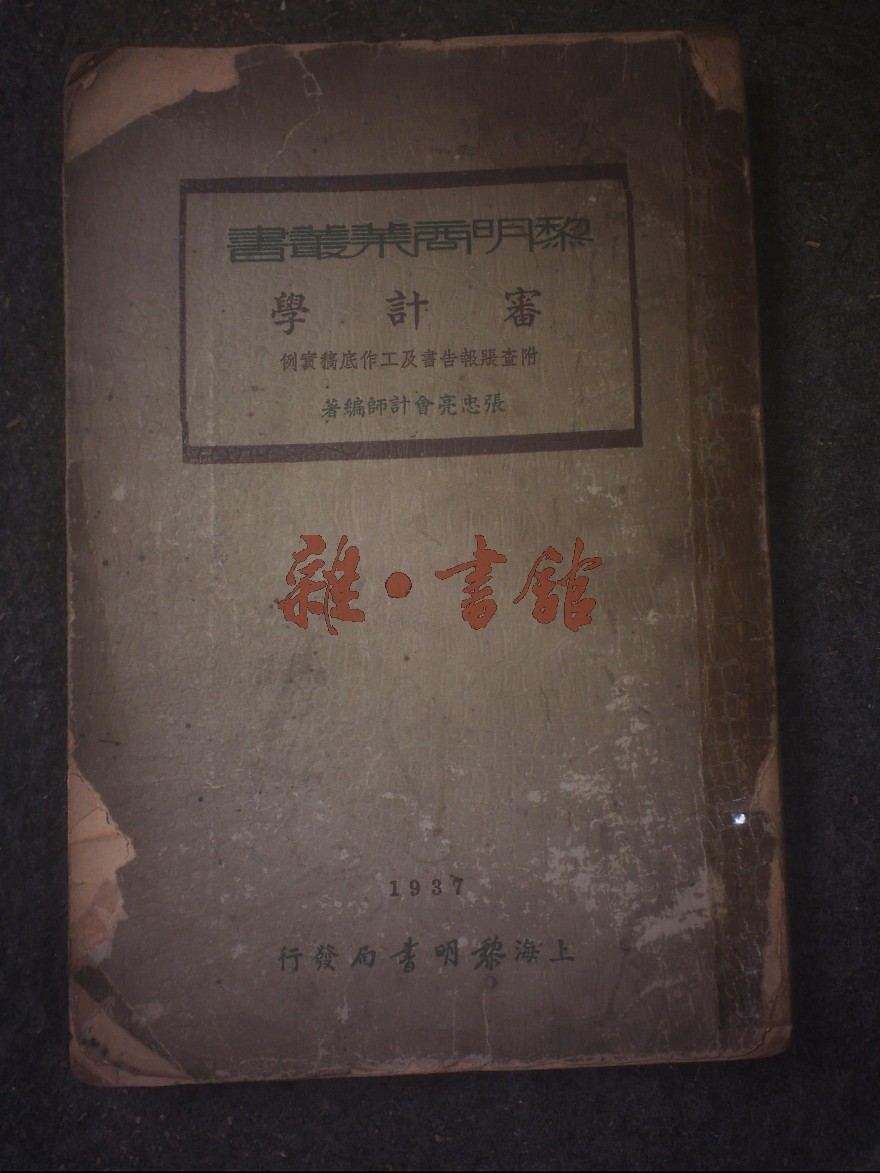 黎明商業叢書
審計學
附查賬報告書及工作底稿實例
張忠亮會計師編著
雜·書館
1937
上海黎明書局發行